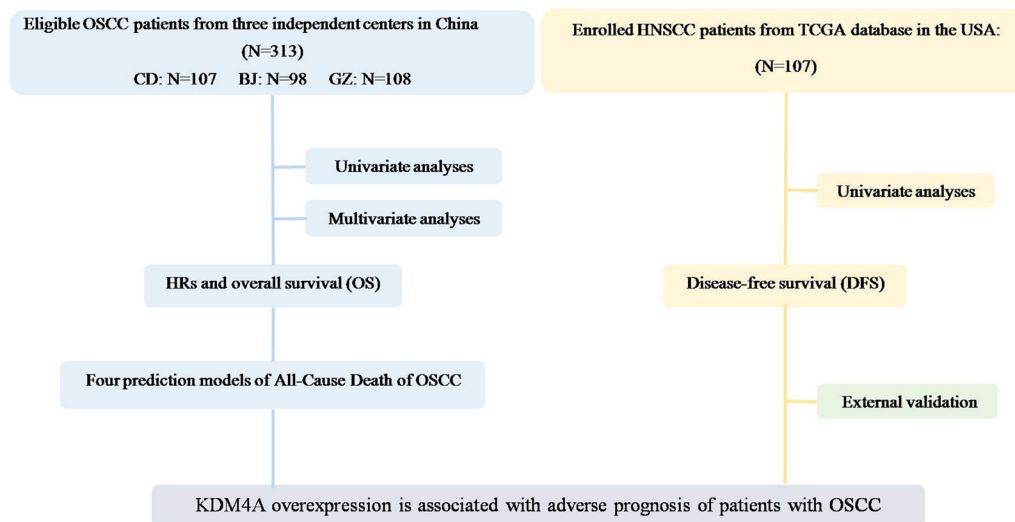 Eligible OSCC patients from three independent centers in China
(N=313)
CD: N=107 BJ: N=98 GZ: N=108
Univariate analyses
Multivariate analyses
HRs and overall survival (OS)
Four prediction models of All-Cause Death of OSCC
Enrolled HNSCC patients from TCGA database in the USA:
(N=107)
Univariate analyses
Disease-free survival (DFS)
External validation
KDM4A overexpression is associated with adverse prognosis of patients with OSCC